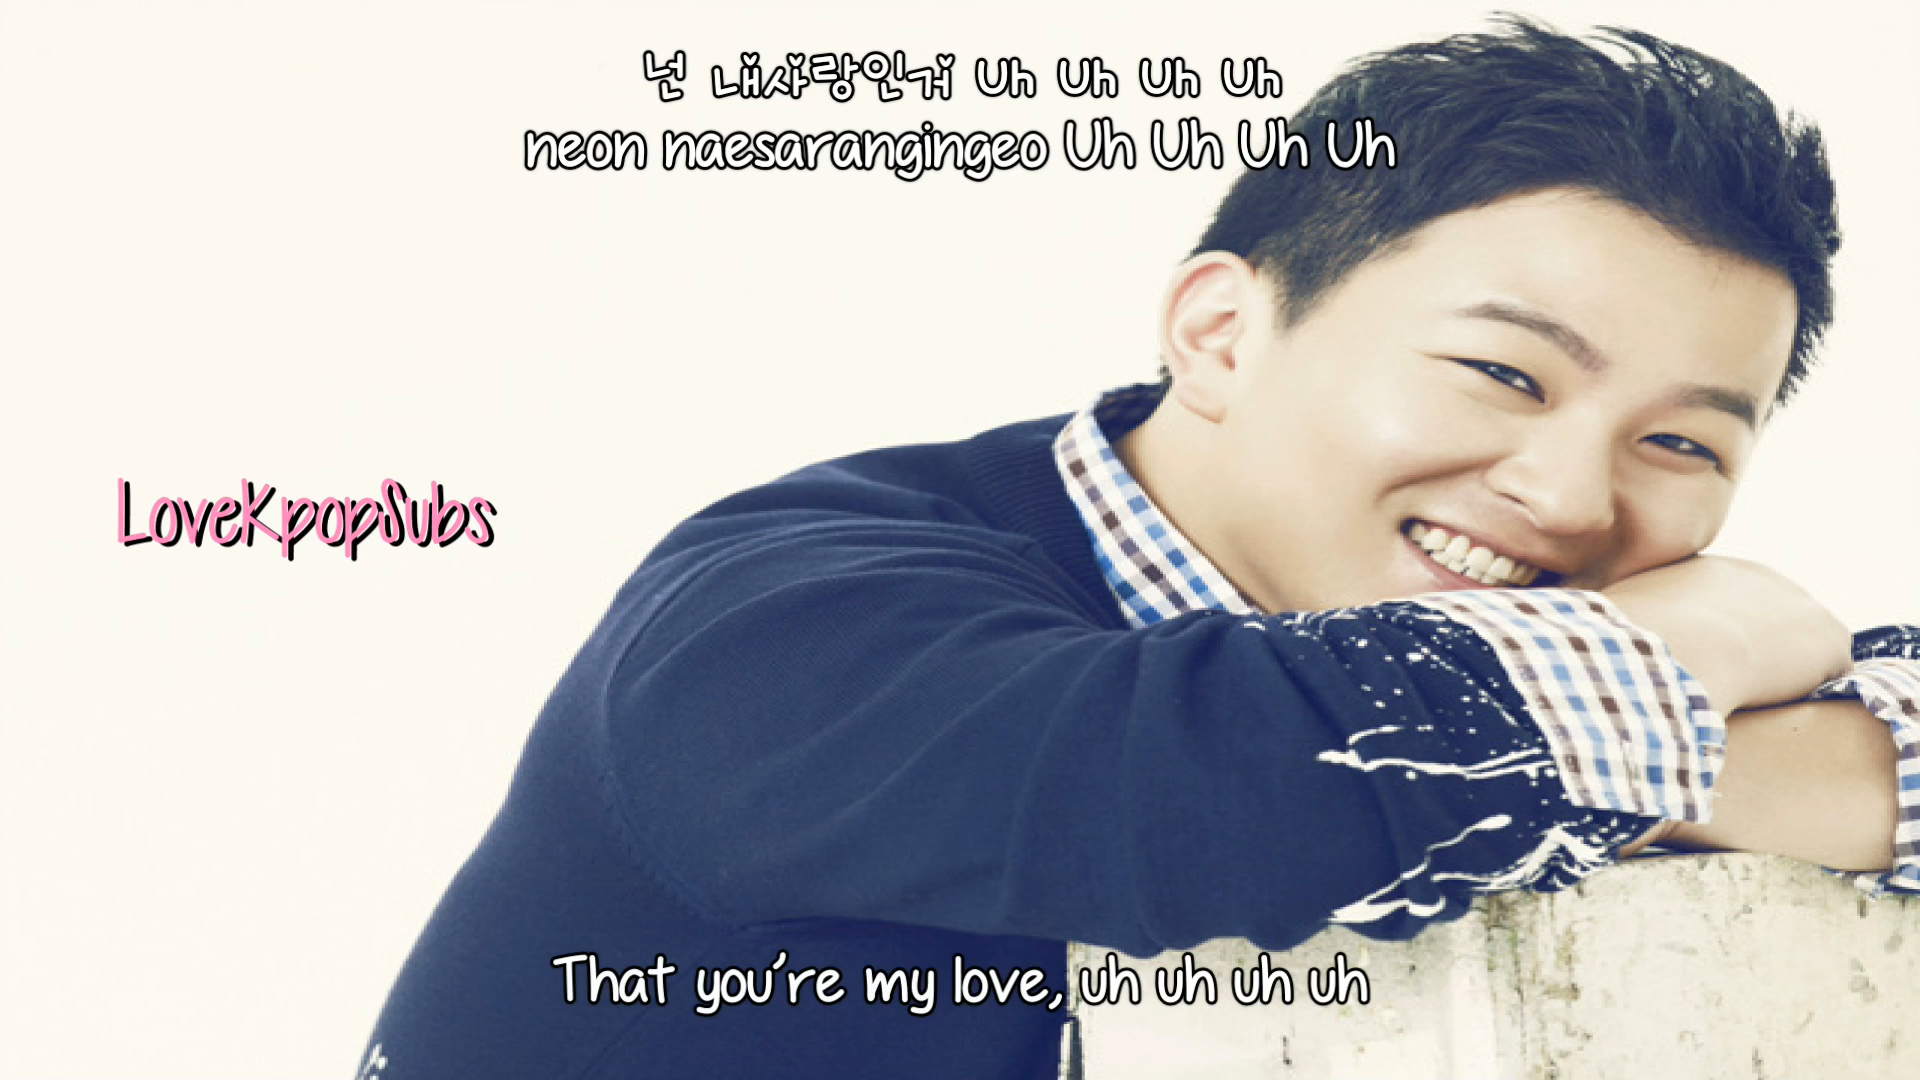 넌 내사랑인거 Uh Uh Uh Uh
neon naesarangingeo Uh Uh Uh Uh
LoveKpopSubs
That you're my love, uh uh uh uh